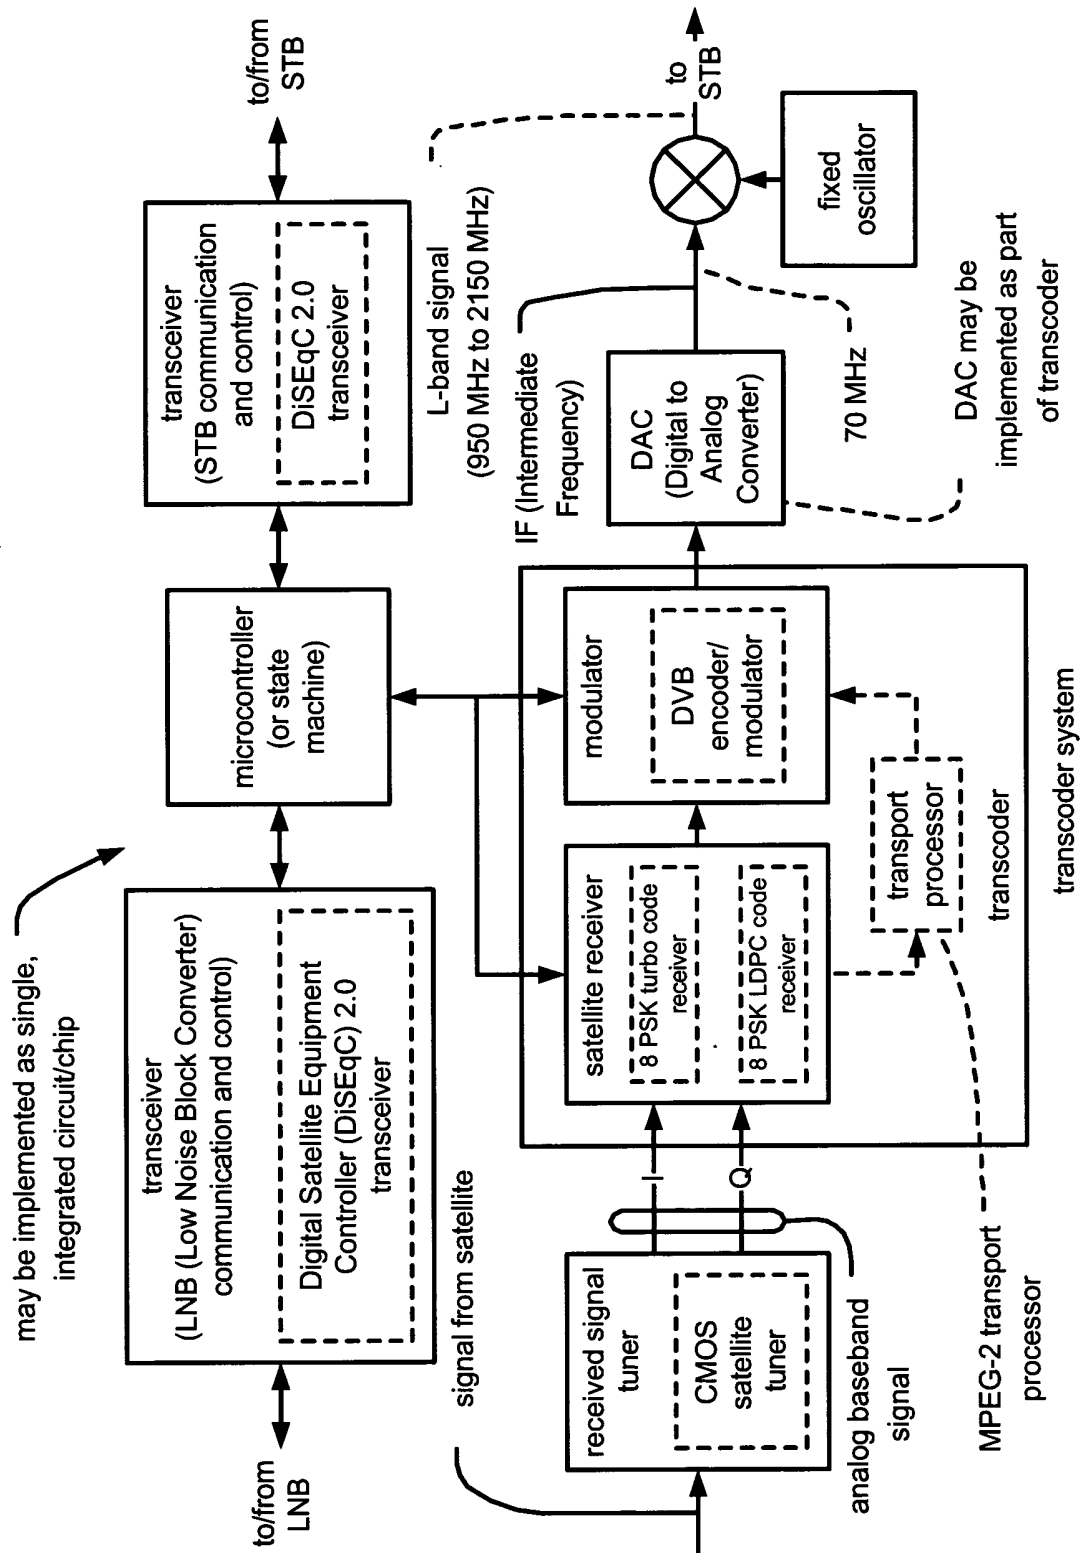 may be implemented as single,
integrated circuit/chip
to/from
LNB
transceiver
(LNB (Low Noise Block Converter)
communication and control)
Digital Satellite Equipment
Controller (DiSEqC) 2.0
transceiver
microcontroller
(or state
machine)
transceiver
(STB communication
and control)
DiSEqC 2.0
transceiver
to/from
STB
signal from satellite
received signal
tuner
CMOS
satellite
tuner
I
Q
analog baseband
signal
satellite receiver
8 PSK turbo code
receiver
8 PSK LDPC code
receiver
modulator
DVB
encoder/
modulator
transport
processor
transcoder
transcoder system
MPEG-2 transport
processor
DAC
(Digital to
Analog
Converter)
IF (Intermediate
Frequency)
L-band signal
(950 MHz to 2150 MHz)
70 MHz
to
STB
fixed
oscillator
DAC may be
implemented as part
of transcoder